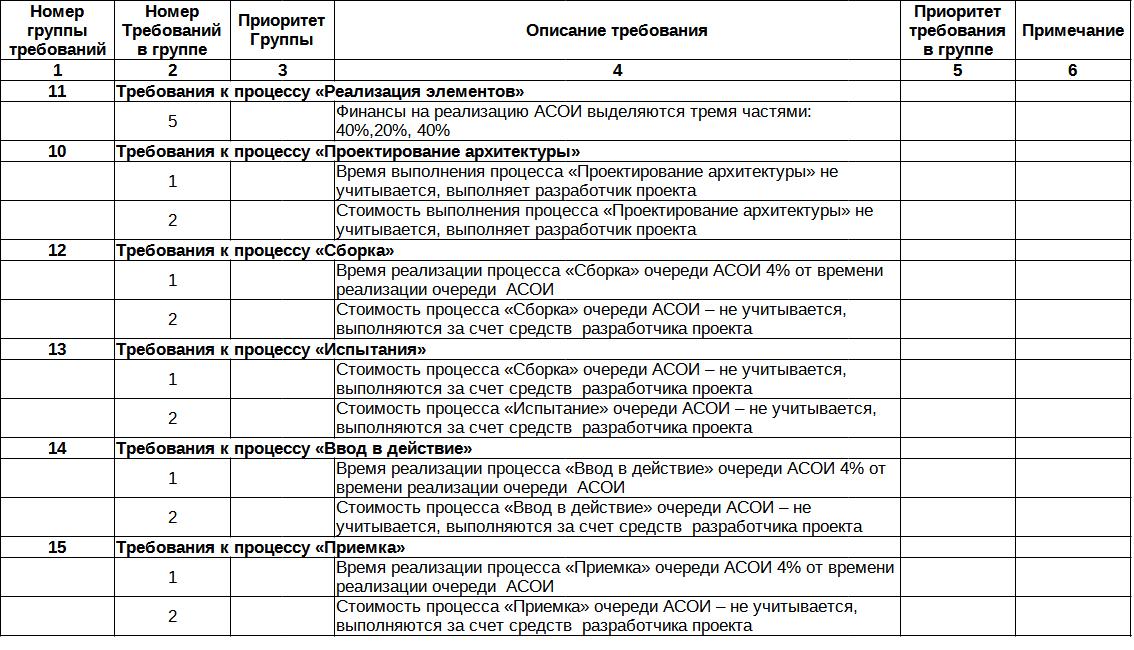 Номер
группы
требований
Номер
Требований
в группе
Приоритет
Группы
Описание требования
Приоритет
требования
в группе
Примечание
1 2 3 4 5 6
11 Требования к процессу «Реализация элементов»
5 Финансы на реализацию АСОИ выделяются тремя частями:
40%,20%, 40%
10 Требования к процессу «Проектирование архитектуры»
1 Время выполнения процесса «Проектирование архитектуры» не
учитывается, выполняет разработчик проекта
2 Стоимость выполнения процесса «Проектирование архитектуры» не
учитывается, выполняет разработчик проекта
12 Требования к процессу «Сборка»
1 Время реализации процесса «Сборка» очереди АСОИ 4% от времени
реализации очереди  АСОИ
2 Стоимость процесса «Сборка» очереди АСОИ – не учитывается,
выполняются за счет средств  разработчика проекта
13 Требования к процессу «Испытания»
1 Стоимость процесса «Сборка» очереди АСОИ – не учитывается,
выполняются за счет средств  разработчика проекта
2 Стоимость процесса «Испытание» очереди АСОИ – не учитывается,
выполняются за счет средств  разработчика проекта
14 Требования к процессу «Ввод в действие»
1 Время реализации процесса «Ввод в действие» очереди АСОИ 4% от
времени реализации очереди  АСОИ
2 Стоимость процесса «Ввод в действие» очереди АСОИ – не
учитывается, выполняются за счет средств  разработчика проекта
15 Требования к процессу «Приемка»
1 Время реализации процесса «Приемка» очереди АСОИ 4% от времени
реализации очереди  АСОИ
2 Стоимость процесса «Приемка» очереди АСОИ – не учитывается,
выполняются за счет средств  разработчика проекта